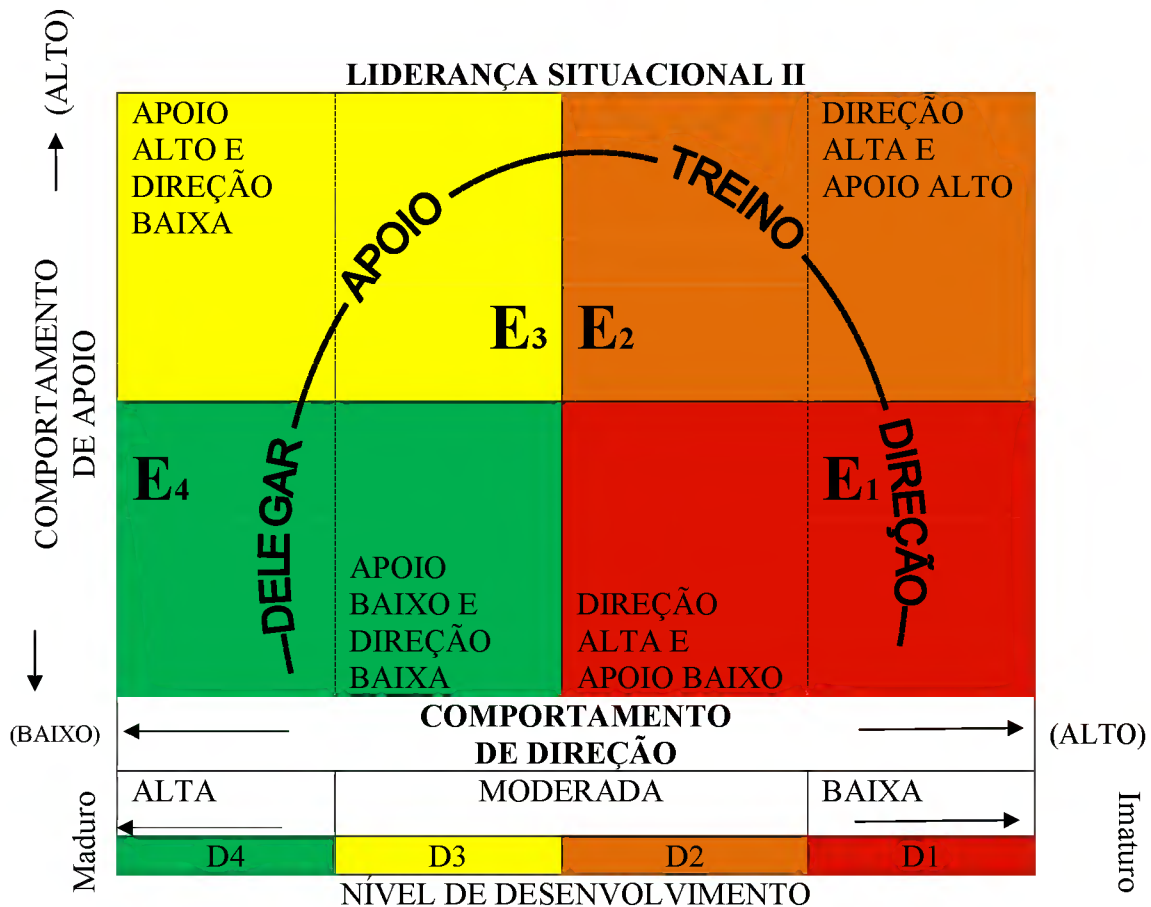 LIDERANÇA SITUACIONAL II
(ALTO)
COMPORTAMENTO
DE APOIO
APOIO
ALTO E
DIREÇÃO
BAIXA
APOIO
E3
E2
TREINO
DIREÇÃO
ALTA E
APOIO ALTO
E4
DELEGAR
APOIO
BAIXO E
DIREÇÃO
BAIXA
DIREÇÃO
ALTA E
APOIO BAIXO
E1
DIREÇÃO
(BAIXO)
COMPORTAMENTO
DE DIREÇÃO
(ALTO)
Maduro
ALTA
MODERADA
BAIXA
Imaturo
D4
D3
D2
D1
NÍVEL DE DESENVOLVIMENTO